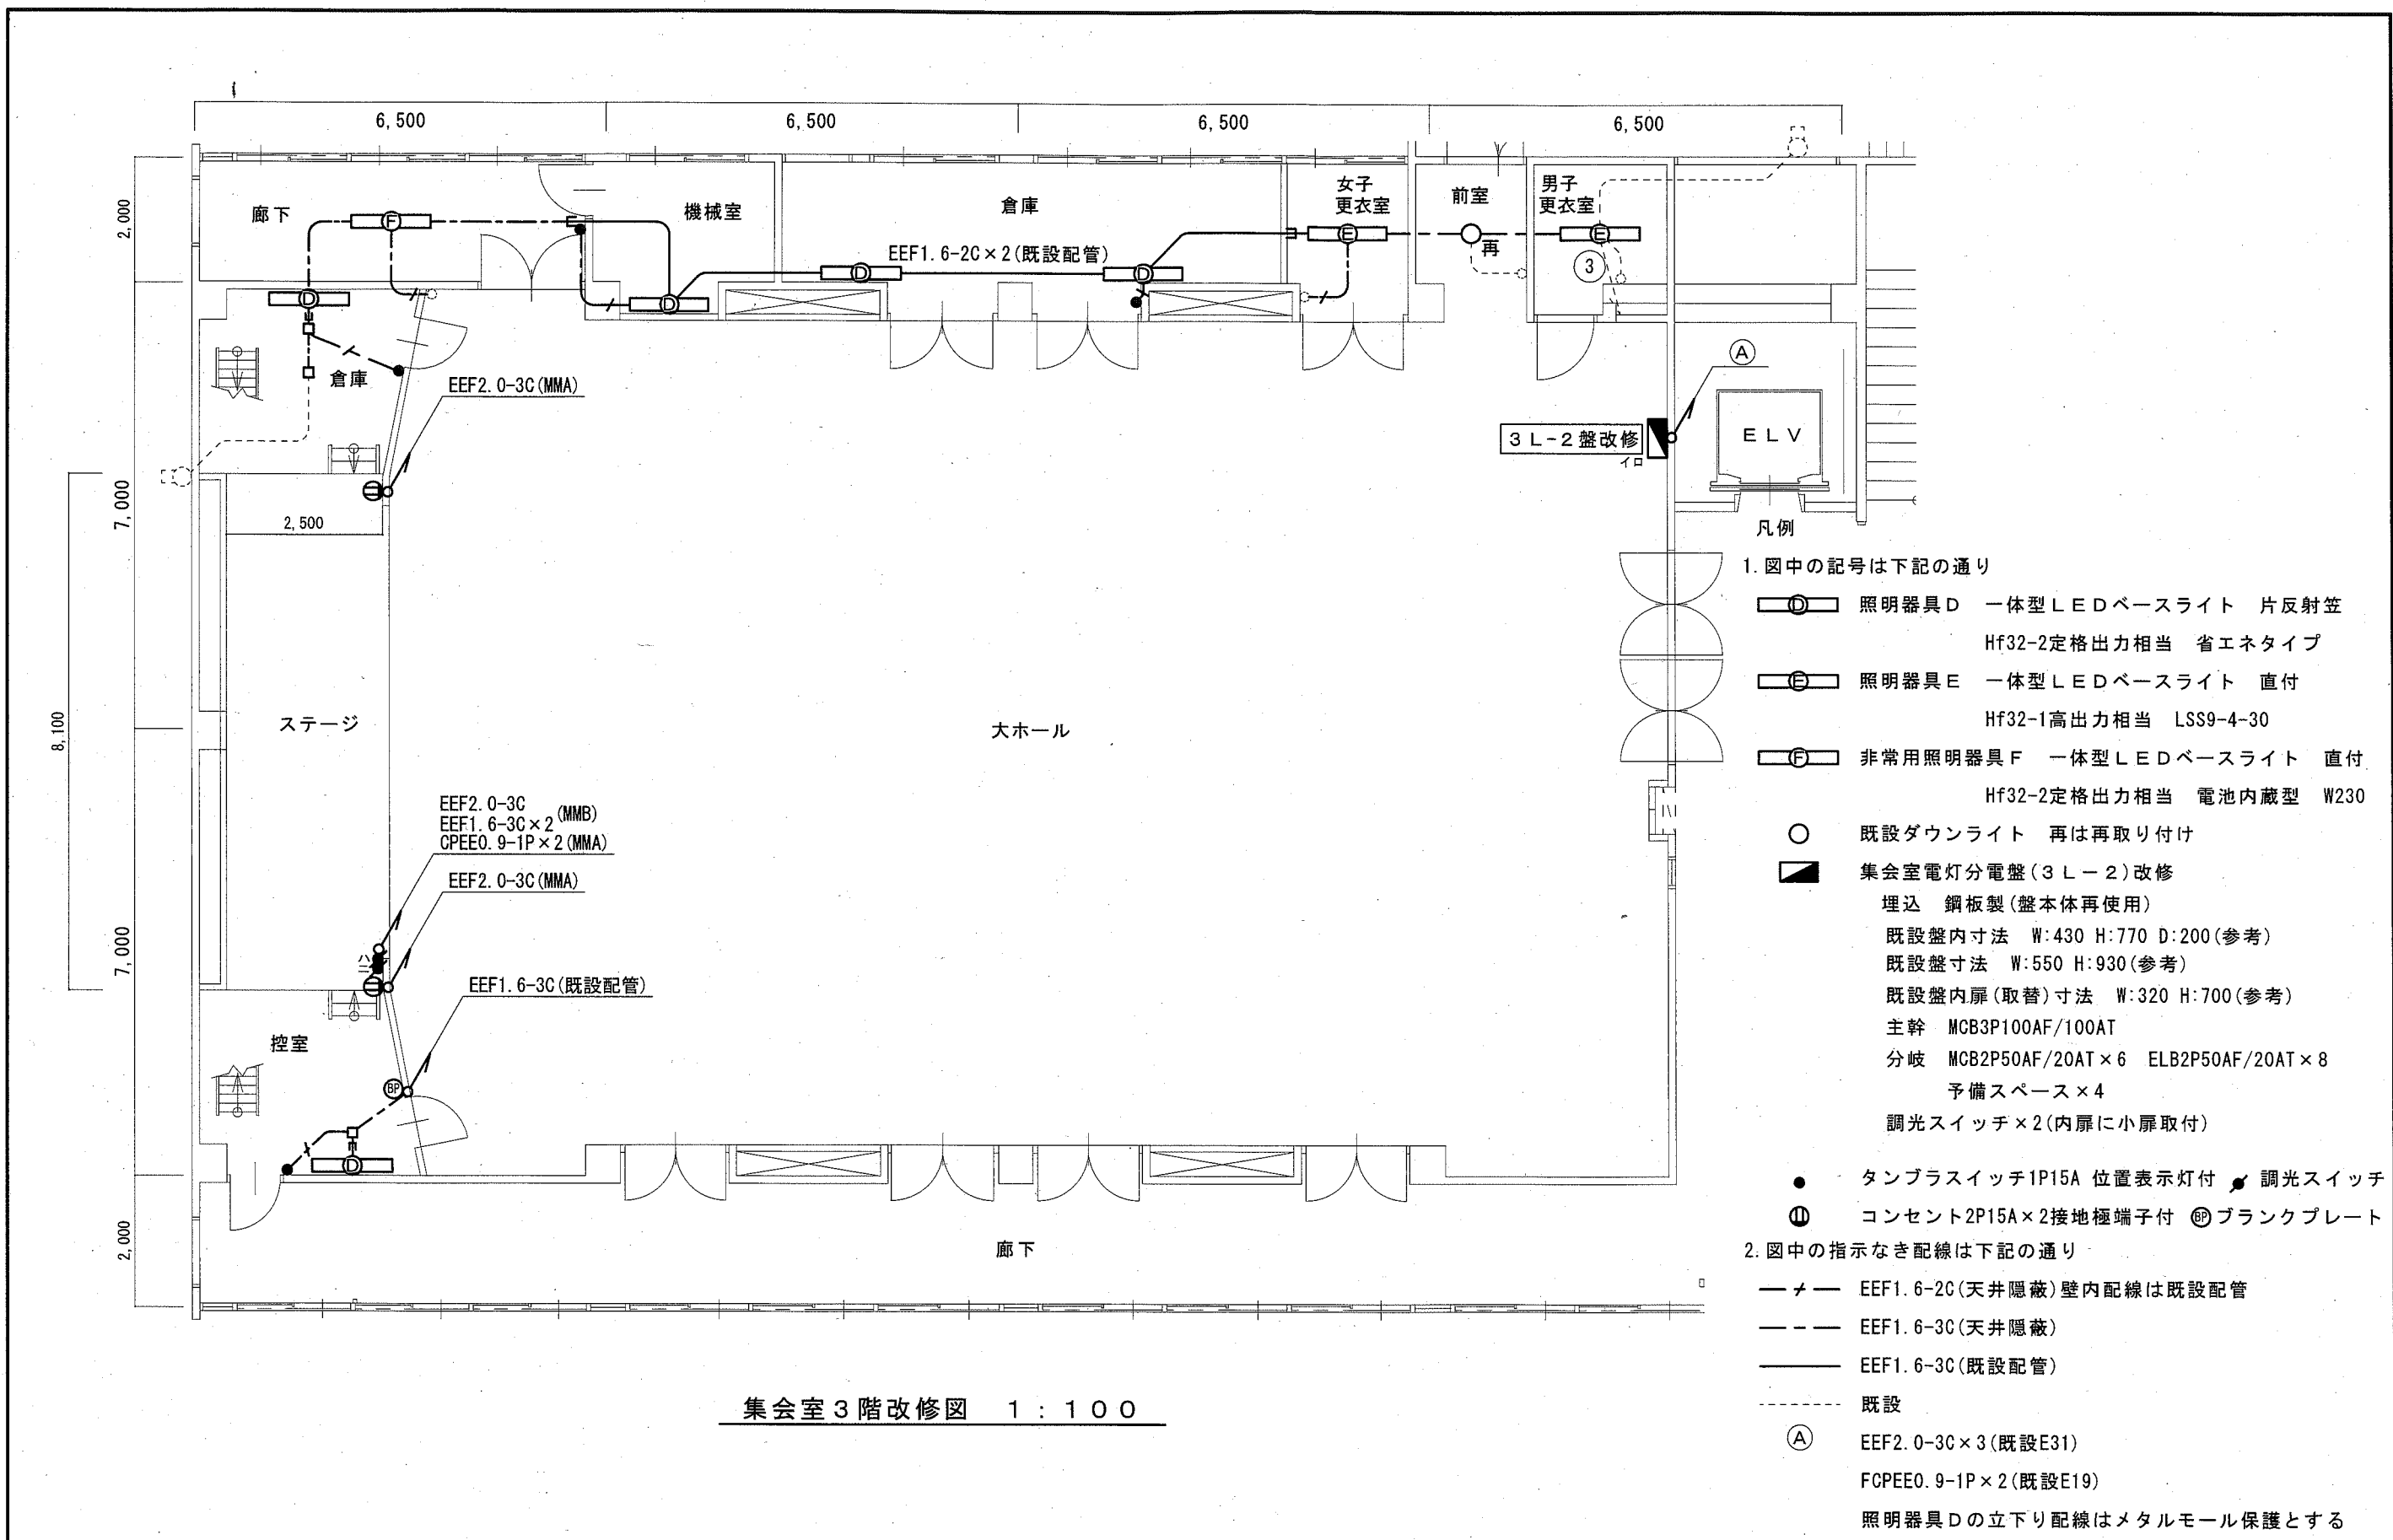 6,500
6,500
6,500
6,500
2,000
7,000
8,100
7,000
2,000
2,500
廊下
F
機械室
倉庫
女子
更衣室
前室
男子
更衣室
EEF1.6-2C×2(既設配管)
D
D
D
D
E
再
E
3
倉庫
EEF2.0-3C(MMA)
A
3L-2盤改修
イロ
ELV
ステージ
大ホール
EEF2.0-3C
EEF1.6-3C×2(MMB)
CPEE0.9-1P×2(MMA)
EEF2.0-3C(MMA)
ハ
ニ
EEF1.6-3C(既設配管)
控室
BP
D
廊下
集会室3階改修図 1:100
凡例
1.図中の記号は下記の通り
D 照明器具D 一体型LEDベースライト 片反射笠
Hf32-2定格出力相当 省エネタイプ
E 照明器具E 一体型LEDベースライト 直付
Hf32-1高出力相当 LSS9-4-30
F 非常用照明器具F 一体型LEDベースライト 直付
Hf32-2定格出力相当 電池内蔵型 W230
既設ダウンライト 再は再取り付け
集会室電灯分電盤(3L-2)改修
埋込 鋼板製(盤本体再使用)
既設盤内寸法 W:430 H:770 D:200(参考)
既設盤寸法 W:550 H:930(参考)
既設盤内扉(取替)寸法 W:320 H:700(参考)
主幹 MCB3P100AF/100AT
分岐 MCB2P50AF/20AT×6 ELB2P50AF/20AT×8
予備スペース×4
調光スイッチ×2(内扉に小扉取付)
タンブラスイッチ1P15A 位置表示灯付 調光スイッチ
コンセント2P15A×2接地極端子付 BPブランクプレート
2.図中の指示なき配線は下記の通り
EEF1.6-2C(天井隠蔽)壁内配線は既設配管
EEF1.6-3C(天井隠蔽)
EEF1.6-3C(既設配管)
既設
A EEF2.0-3C×3(既設E31)
FCPEE0.9-1P×2(既設E19)
照明器具Dの立下り配線はメタルモール保護とする